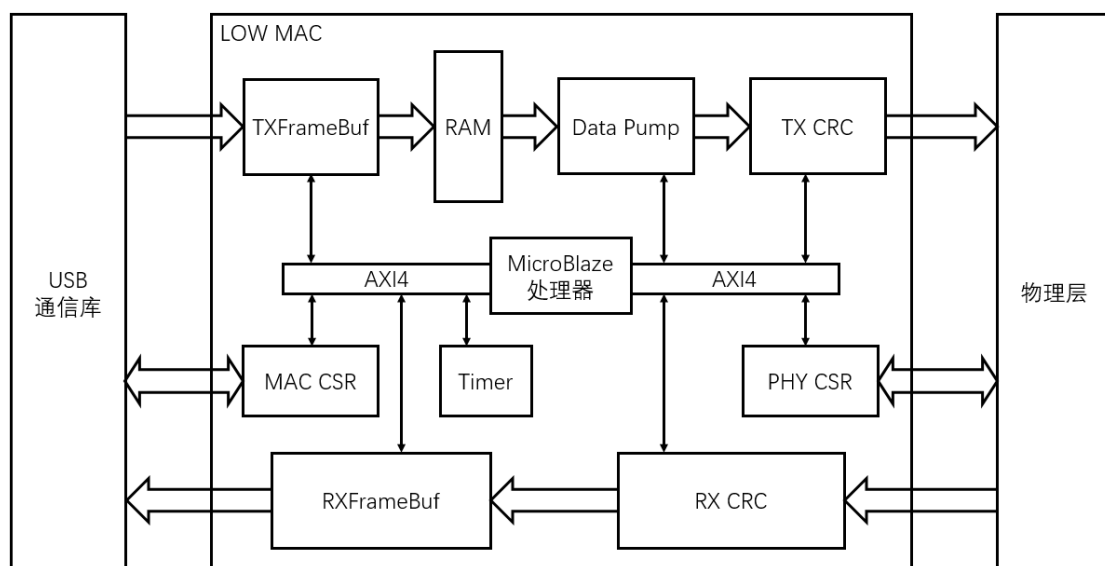 LOW MAC
TXFrameBuf
RAM
Data Pump
TX CRC
USB
通信库
AXI4
MicroBlaze
处理器
AXI4
物理层
MAC CSR
Timer
PHY CSR
RXFrameBuf
RX CRC